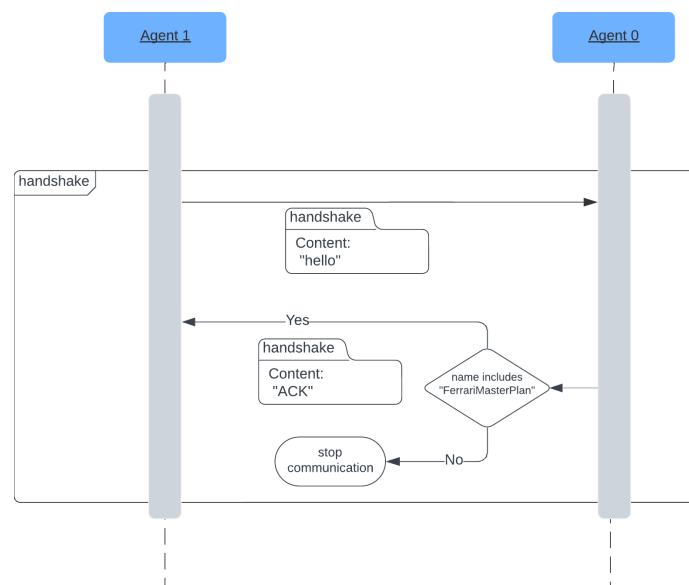 Agent 1
Agent 0
handshake
handshake
Content:
"hello"
Yes
handshake
Content:
"ACK"
name includes
"FerrariMasterPlan"
stop
communication
No